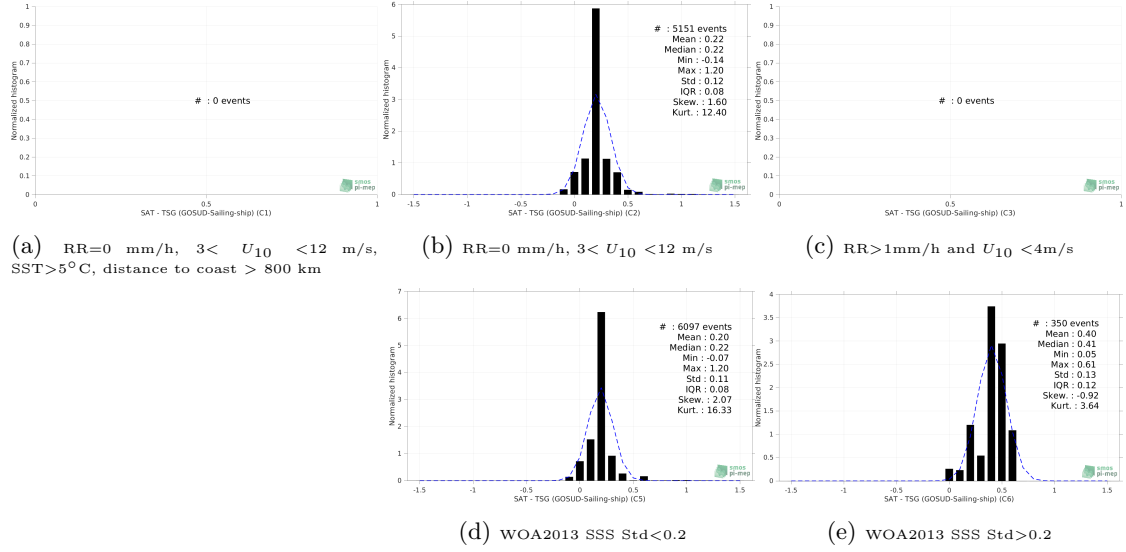 1
0.9
0.8
0.7
0.6
0.5
0.4
0.3
0.2
0.1
0
Normalized histogram
# : 0 events
smos
pi-mep
0 0.5 1
SAT - TSG (GOSUD-Sailing-ship) (C1)
(a) RR=0 mm/h, 3< U10 <12 m/s,
SST>5°C, distance to coast > 800 km
6
5
4
3
2
1
0
Normalized histogram
# : 5151 events
Mean : 0.22
Median : 0.22
Min : -0.14
Max : 1.20
Std : 0.12
IQR : 0.08
Skew. : 1.60
Kurt. : 12.40
smos
pi-mep
-1.5 -1 -0.5 0 0.5 1 1.5
SAT - TSG (GOSUD-Sailing-ship) (C2)
(b) RR=0 mm/h, 3< U10 <12 m/s
1
0.9
0.8
0.7
0.6
0.5
0.4
0.3
0.2
0.1
0
Normalized histogram
# : 0 events
smos
pi-mep
0 0.5 1
SAT - TSG (GOSUD-Sailing-ship) (C3)
(c) RR>1mm/h and U10 <4m/s
7
6
5
4
3
2
1
0
Normalized histogram
# : 6097 events
Mean : 0.20
Median : 0.22
Min : -0.07
Max : 1.20
Std : 0.11
IQR : 0.08
Skew. : 2.07
Kurt. : 16.33
smos
pi-mep
-1.5 -1 -0.5 0 0.5 1 1.5
SAT - TSG (GOSUD-Sailing-ship) (C5)
(d) WOA2013 SSS Std<0.2
4
3.5
3
2.5
2
1.5
1
0.5
0
Normalized histogram
# : 350 events
Mean : 0.40
Median : 0.41
Min : 0.05
Max : 0.61
Std : 0.13
IQR : 0.12
Skew. : -0.92
Kurt. : 3.64
smos
pi-mep
-1.5 -1 -0.5 0 0.5 1 1.5
SAT - TSG (GOSUD-Sailing-ship) (C6)
(e) WOA2013 SSS Std>0.2